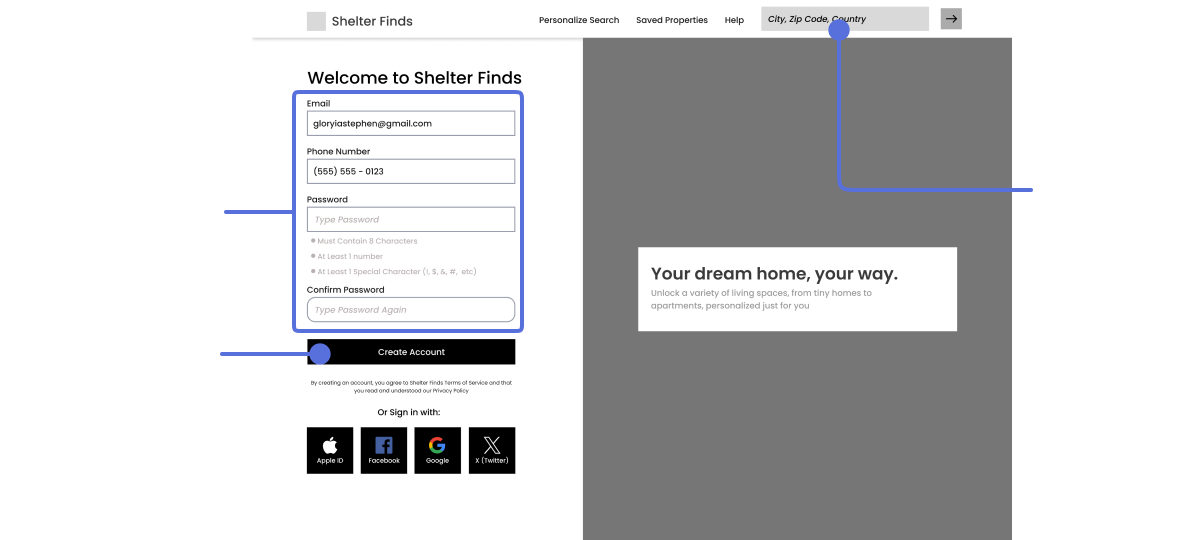 Shelter Finds
Personalize Search
Saved Properties
Help
City, Zip Code, Country
Welcome to Shelter Finds
Email
gloryiastephen@gmail.com
Phone Number
(555) 555 - 0123
Password
Type Password
Must Contain 8 Characters
At Least 1 number
At Least 1 Special Character (!, $, &, #, etc)
Confirm Password
Type Password Again
Create Account
By creating an account, you agree to Shelter Finds Terms of Service and that
you read and understood our Privacy Policy
Or Sign in with:
Apple ID
Facebook
Google
X (Twitter)
Your dream home, your way.
Unlock a variety of living spaces, from tiny homes to
apartments, personalized just for you